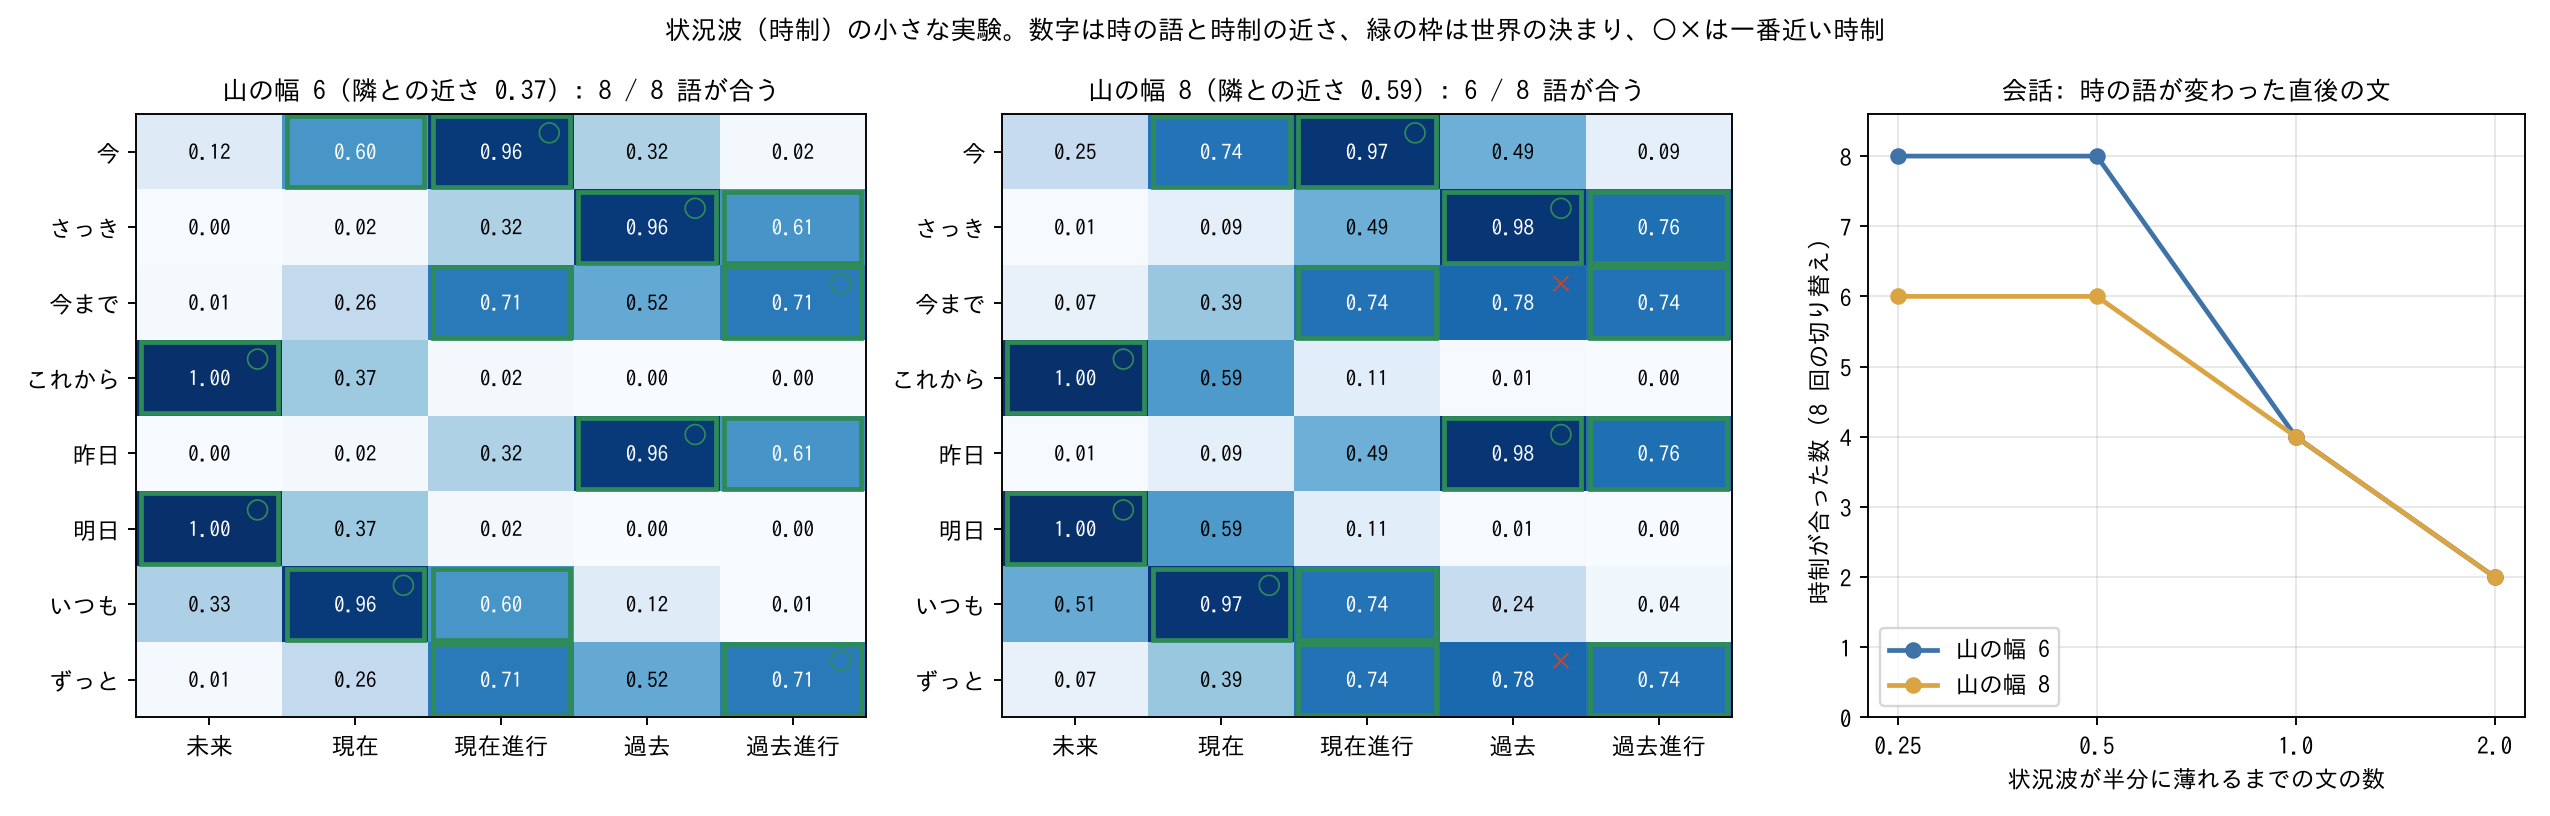 状況波（時制）の小さな実験。数字は時の語と時制の近さ、緑の枠は世界の決まり、〇×は一番近い時制
山の幅 6（隣との近さ 0.37）: 8 / 8 語が合う
今 0.12 0.60 0.96 ○ 0.32 0.02
さっき 0.00 0.02 0.32 0.96 ○ 0.61
今まで 0.01 0.26 0.71 0.52 0.71 ○
これから 1.00 ○ 0.37 0.02 0.00 0.00
昨日 0.00 0.02 0.32 0.96 ○ 0.61
明日 1.00 ○ 0.37 0.02 0.00 0.00
いつも 0.33 0.96 ○ 0.60 0.12 0.01
ずっと 0.01 0.26 0.71 0.52 0.71 ○
未来 現在 現在進行 過去 過去進行
山の幅 8（隣との近さ 0.59）: 6 / 8 語が合う
今 0.25 0.74 0.97 ○ 0.49 0.09
さっき 0.01 0.09 0.49 0.98 ○ 0.76
今まで 0.07 0.39 0.74 0.78 × 0.74
これから 1.00 ○ 0.59 0.11 0.01 0.00
昨日 0.01 0.09 0.49 0.98 ○ 0.76
明日 1.00 ○ 0.59 0.11 0.01 0.00
いつも 0.51 0.97 ○ 0.74 0.24 0.04
ずっと 0.07 0.39 0.74 0.78 × 0.74
未来 現在 現在進行 過去 過去進行
会話: 時の語が変わった直後の文
時制が合った数（8 回の切り替え）
8
7
6
5
4
3
2
1
0
山の幅 6
山の幅 8
0.25 0.5 1.0 2.0
状況波が半分に薄れるまでの文の数